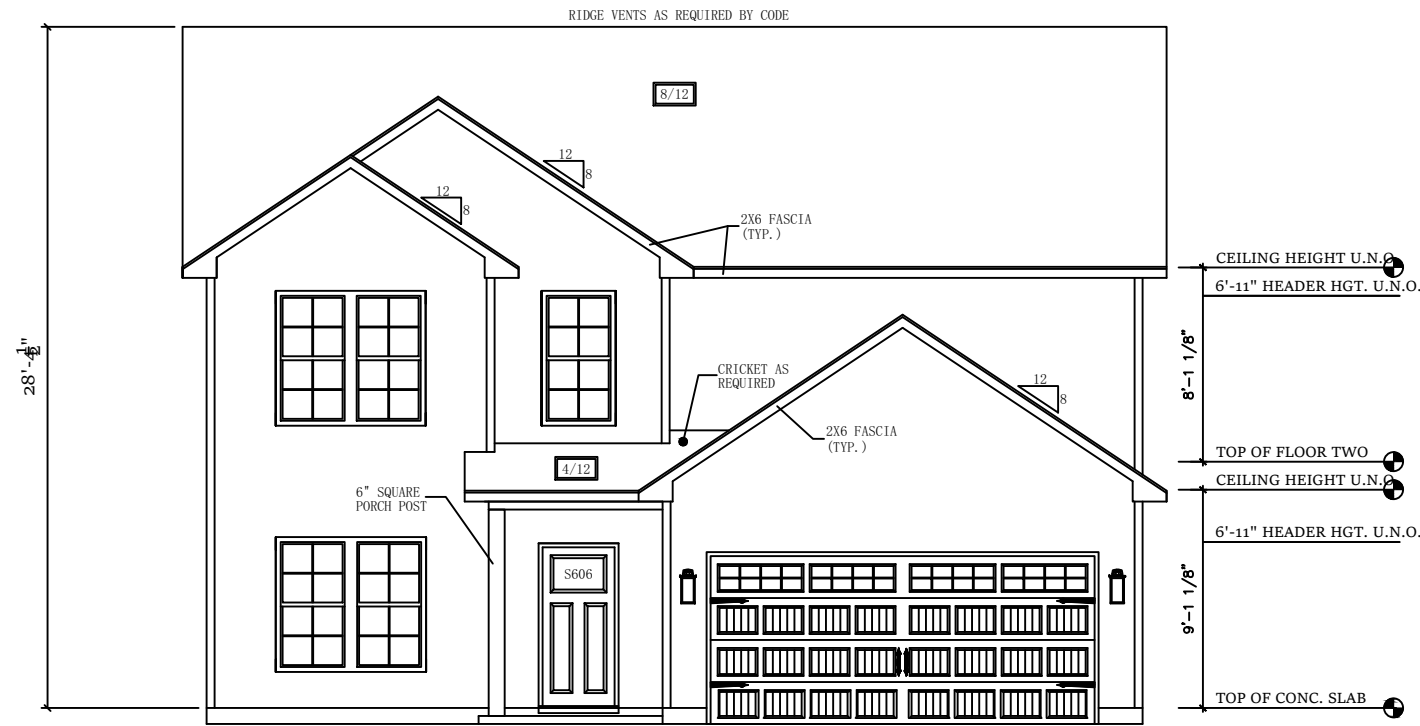 RIDGE VENTS AS REQUIRED BY CODE
8/12
12
8
12
8
2X6 FASCIA
(TYP.)
CEILING HEIGHT U.N.O
6'-11" HEADER HGT. U.N.O.
28'-
8'-1 1/8"
CRICKET AS
REQUIRED
12
8
2X6 FASCIA
(TYP.)
TOP OF FLOOR TWO
4/12
CEILING HEIGHT U.N.O
6" SQUARE
PORCH POST
6'-11" HEADER HGT. U.N.O.
S606
9'-1 1/8"
TOP OF CONC. SLAB